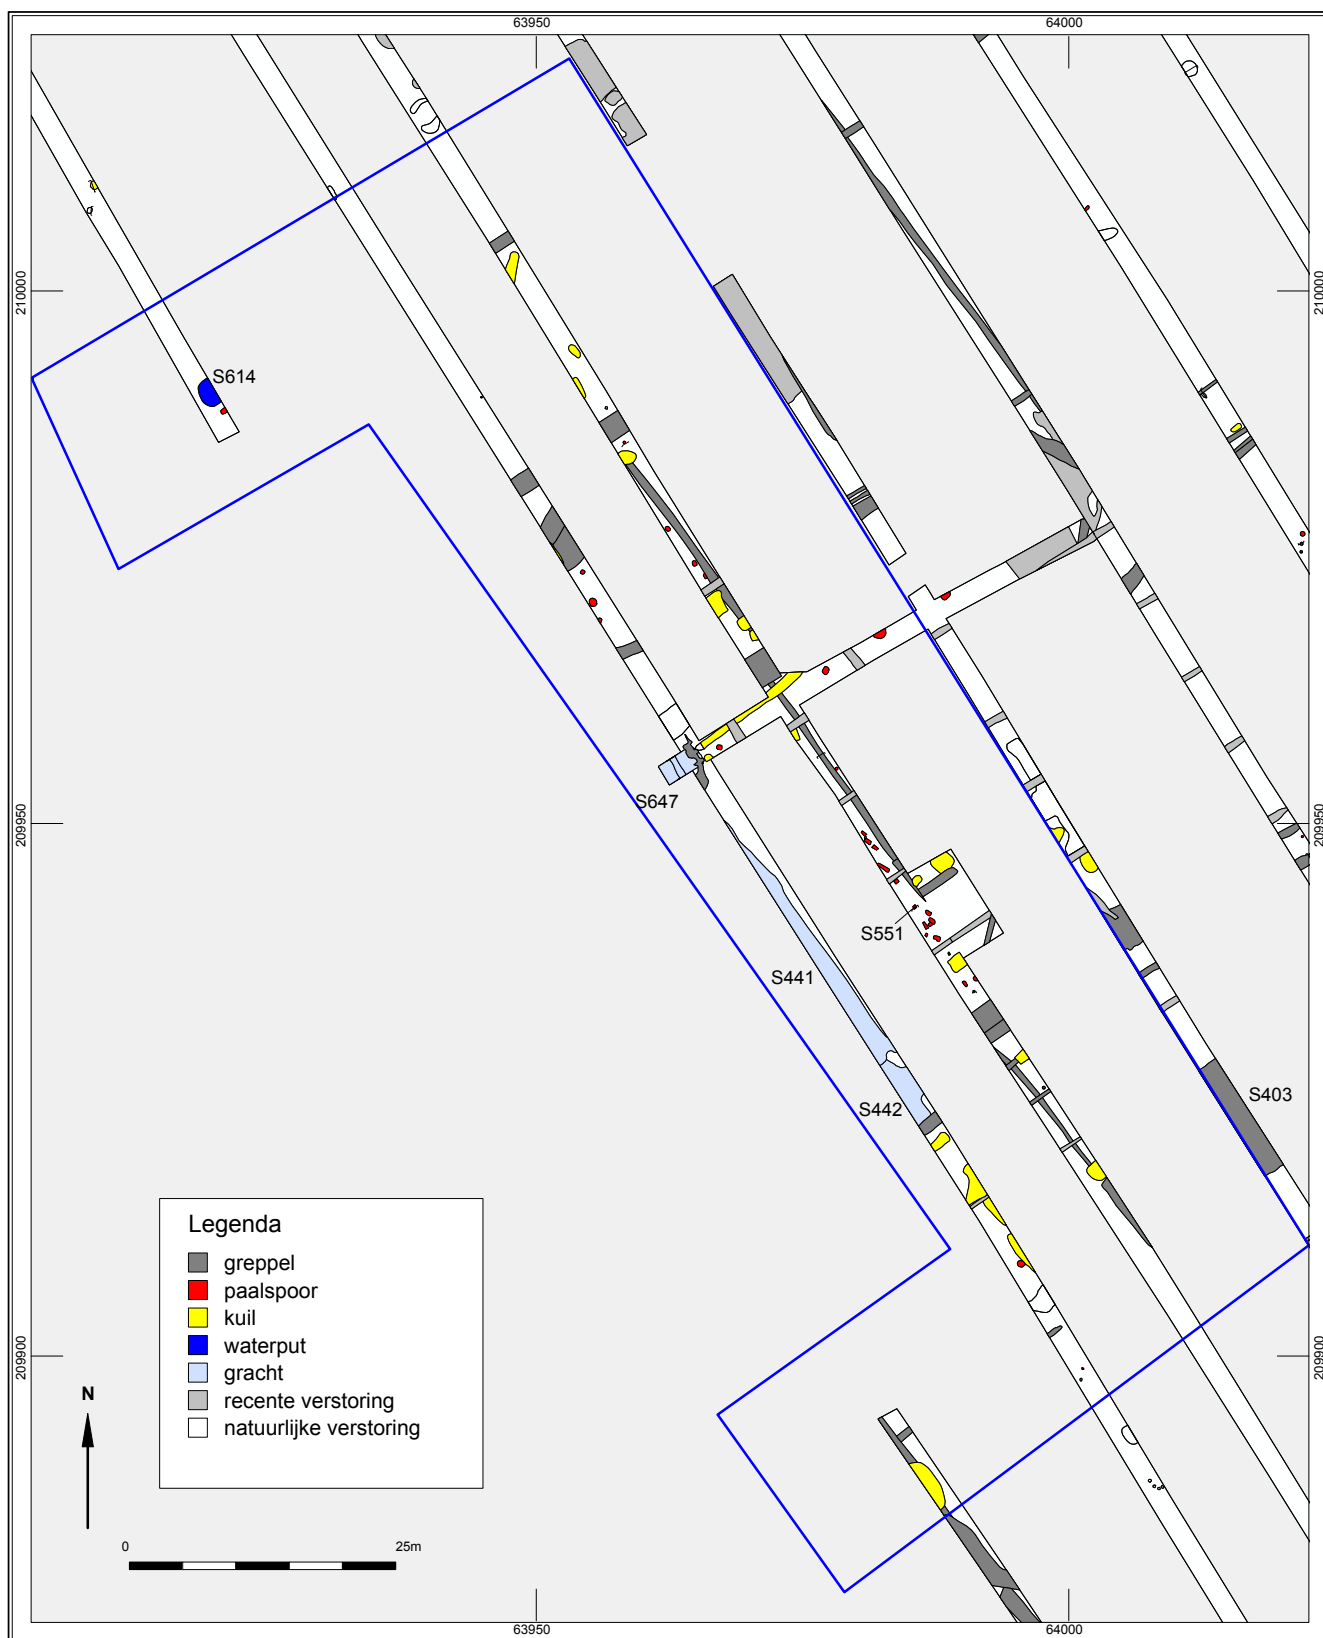 63950
64000
210000
210000
S614
S647
209950
209950
S551
S441
S442
S403
Legenda
greppel
paalspoor
kuil
waterput
gracht
recente verstoring
natuurlijke verstoring
209900
209900
N
0
25m
63950
64000